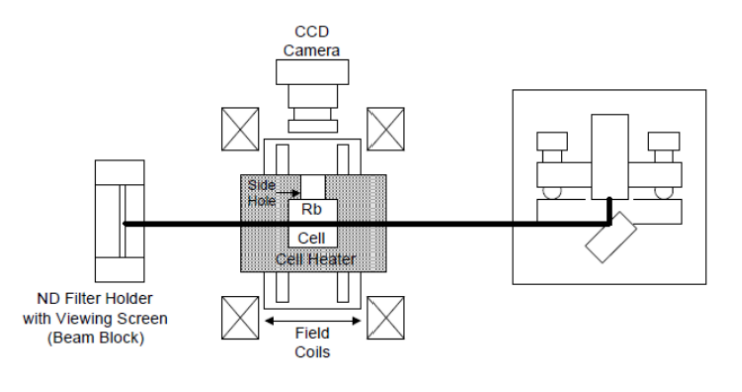 CCD
Camera
Side
Hole
Rb
Cell
Cell Heater
ND Filter Holder
with Viewing Screen
(Beam Block)
Field
Coils